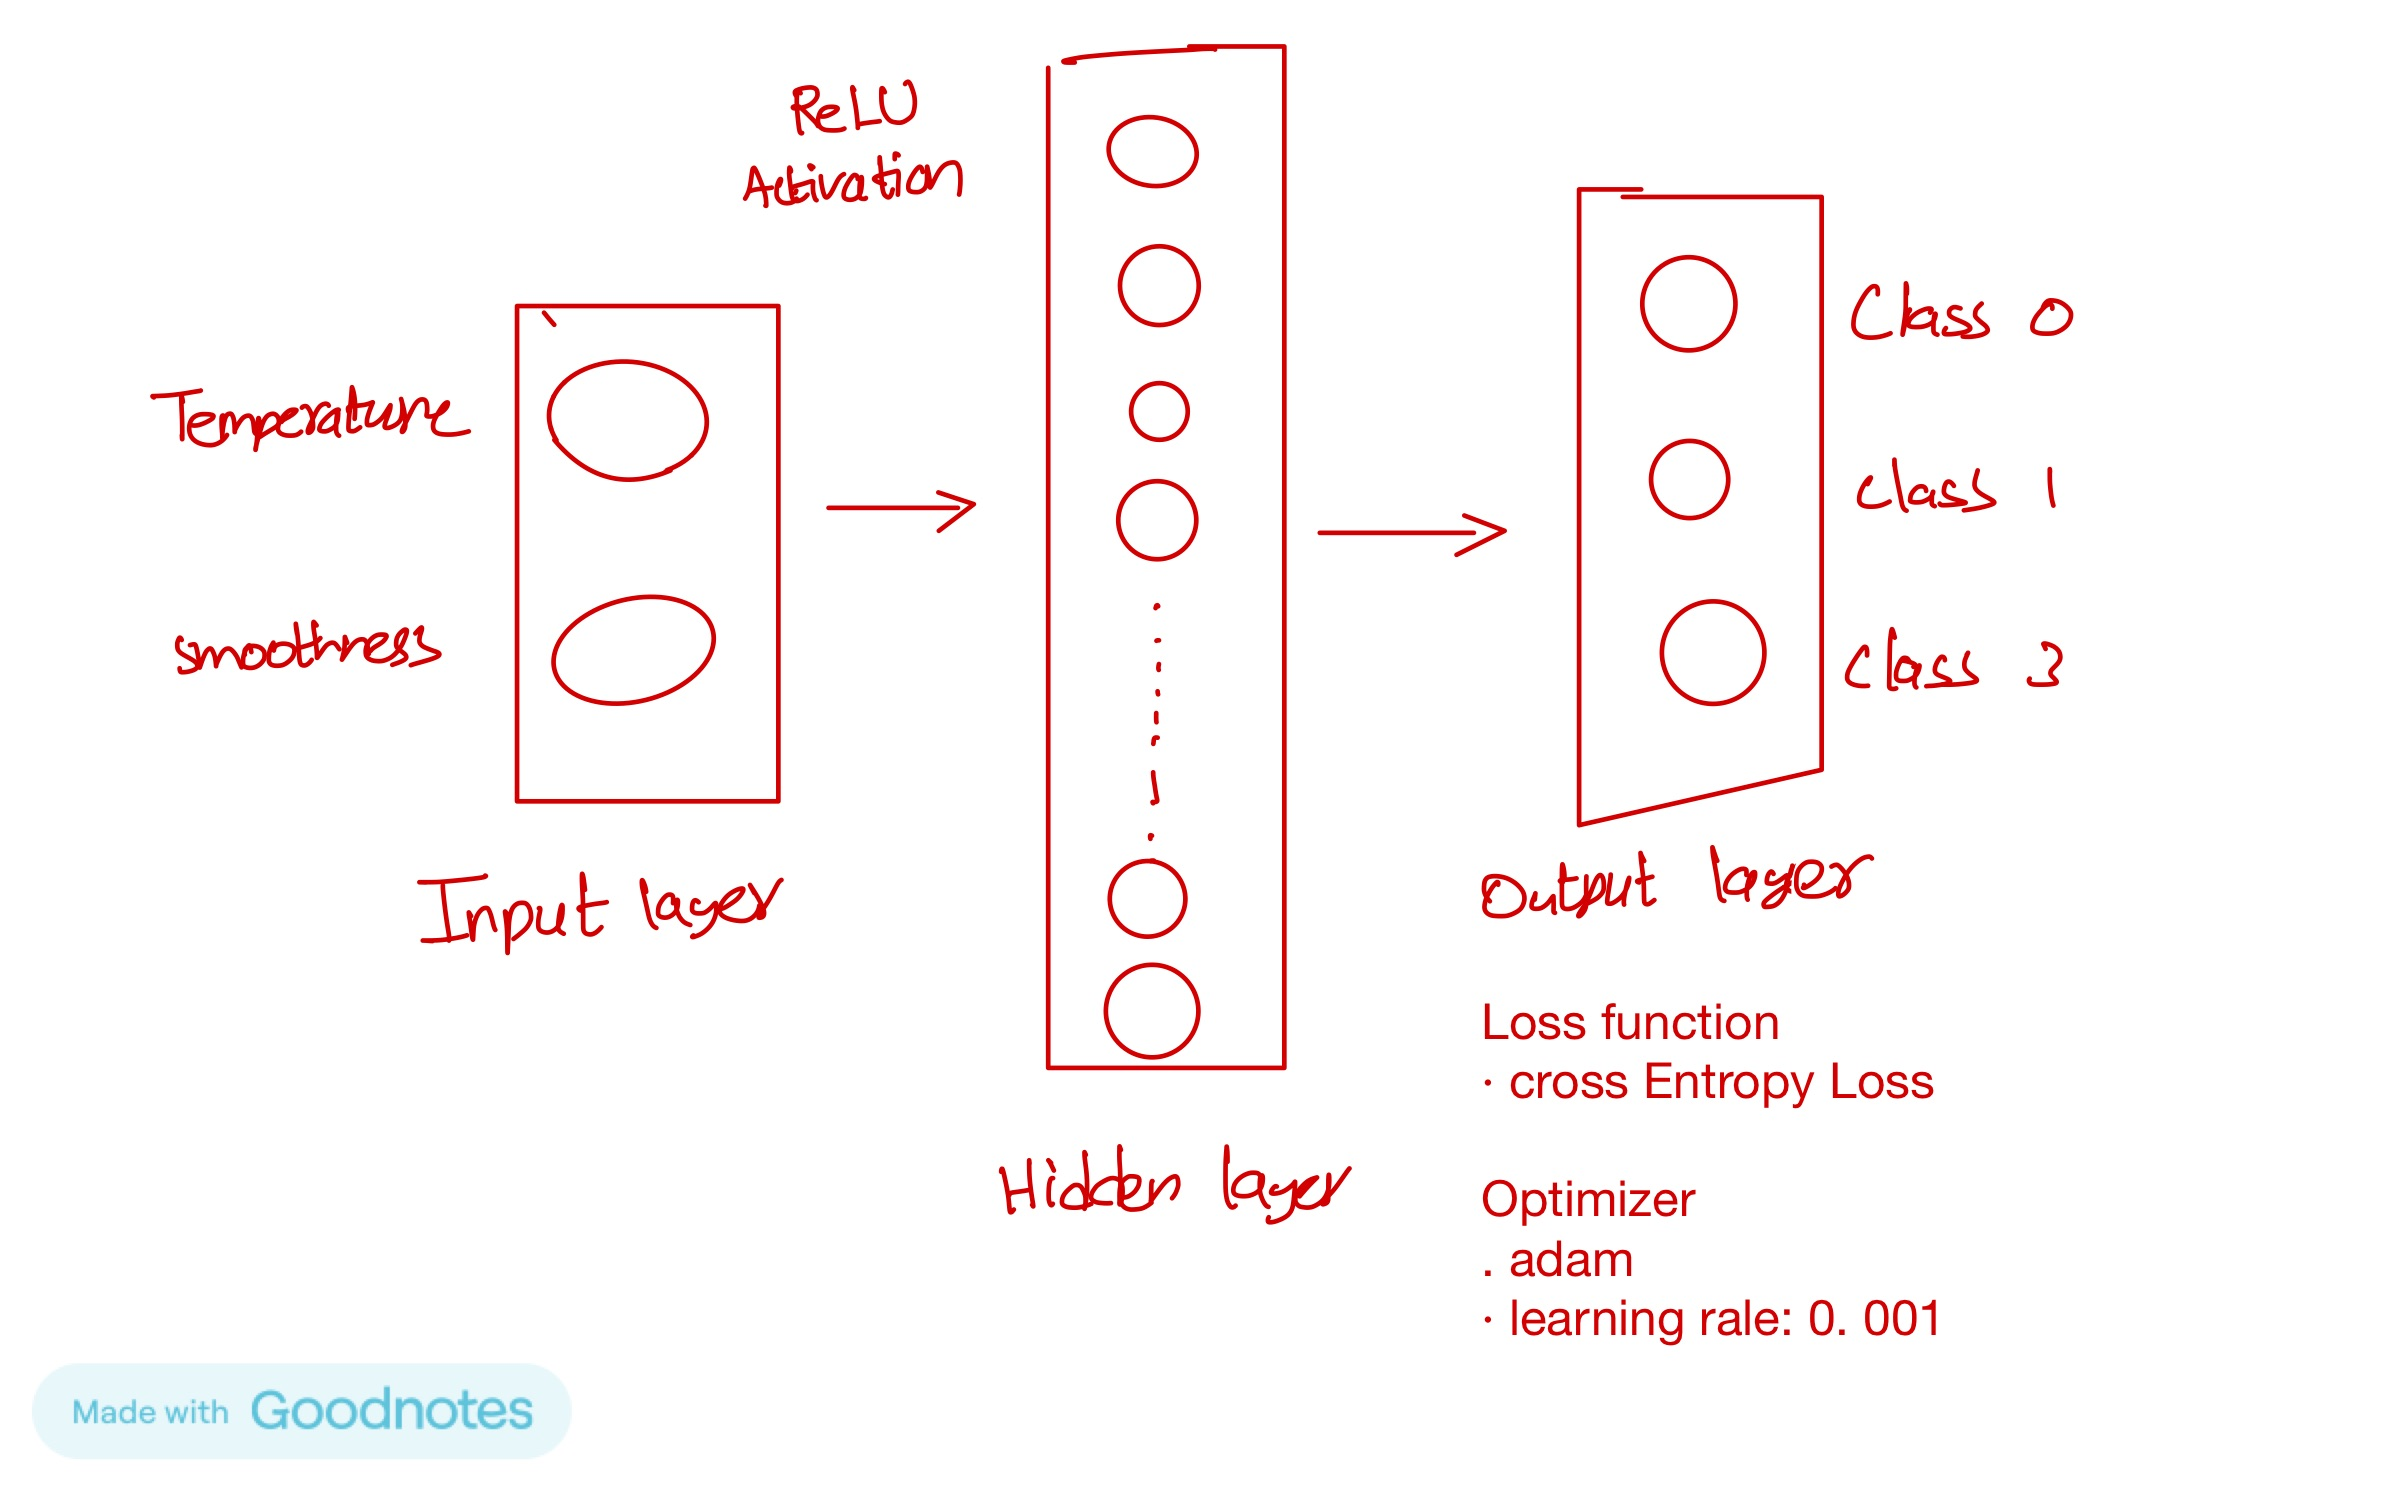 ReLU
Activation
Temperature
smootness
Input layer
Hidden layer
Class 0
Class 1
Class 3
Output layer
Loss function
· cross Entropy Loss
Optimizer
. adam
· learning rale: 0. 001
Made with Goodnotes